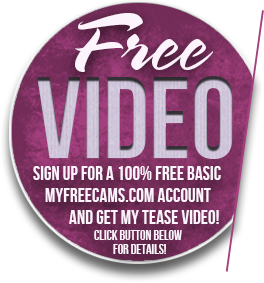 Free
VIDEO
SIGN UP FOR A 100% FREE BASIC
MYFREECAMS.COM ACCOUNT
AND GET MY TEASE VIDEO!
CLICK BUTTON BELOW
FOR DETAILS!